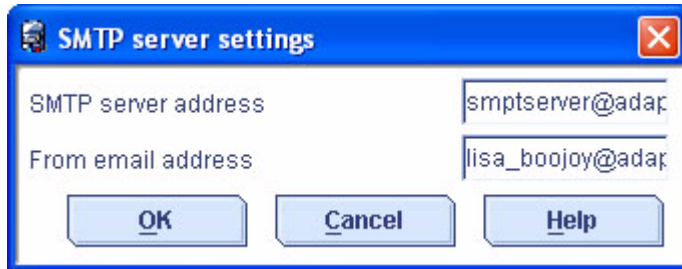 SMTP server settings
SMTP server address smptserver@adap
From email address lisa_boojoy@adap
OK Cancel Help